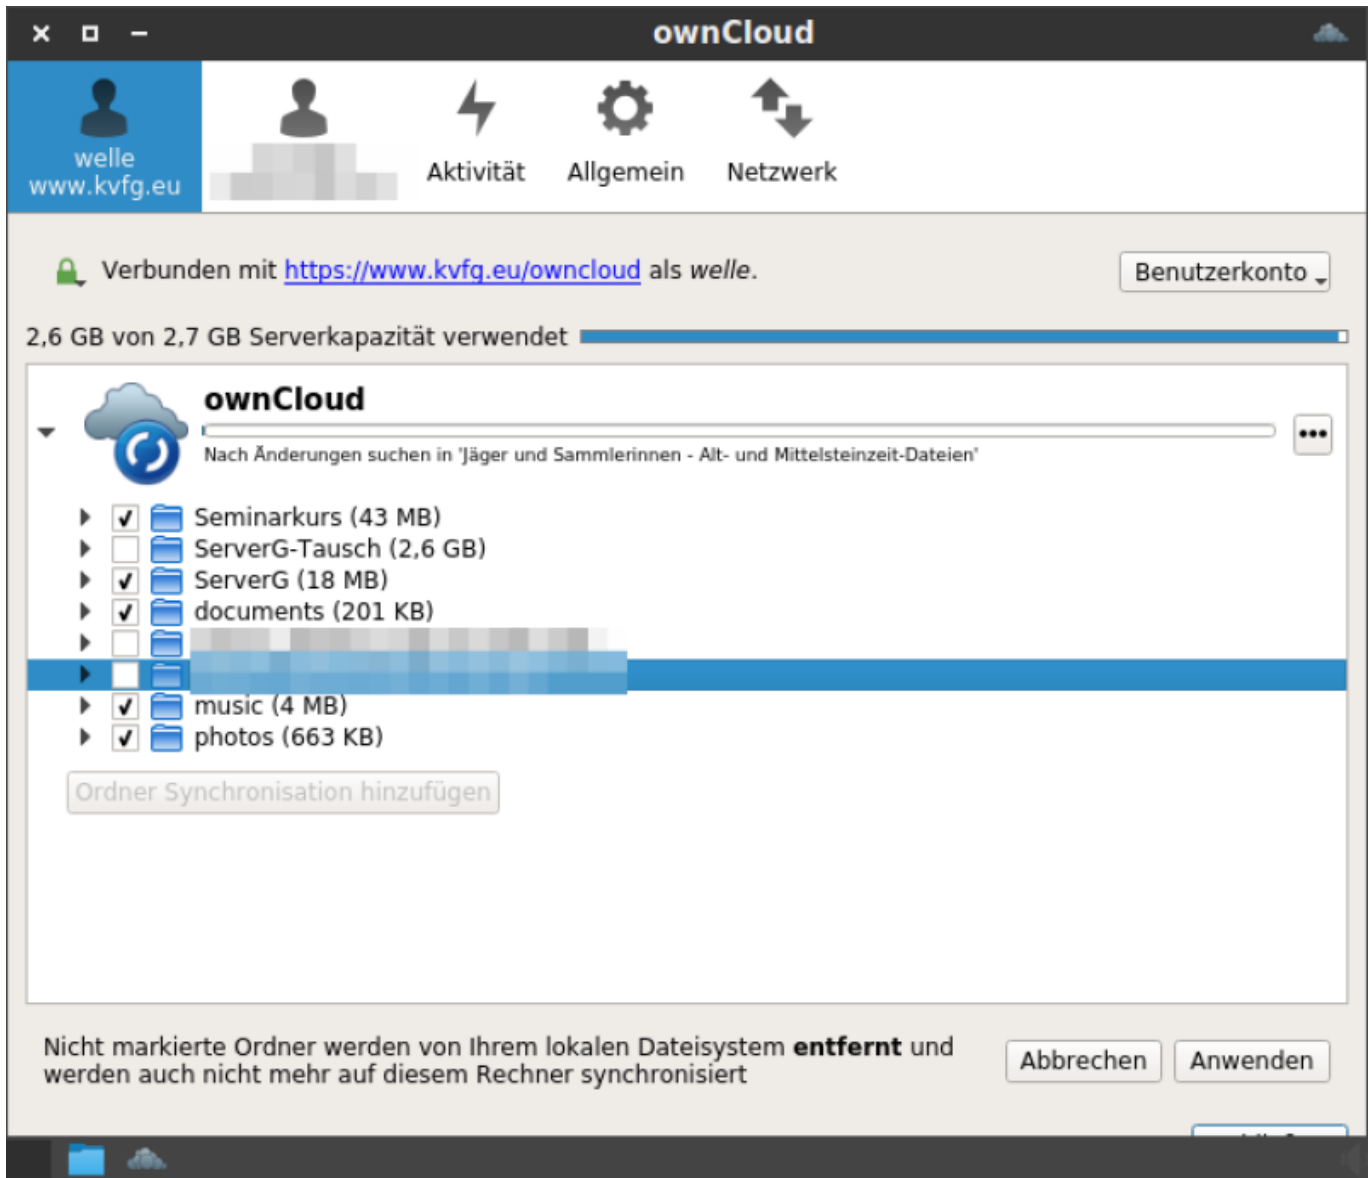 ownCloud
welle
www.kvfg.eu
Aktivität
Allgemein
Netzwerk
Verbunden mit https://www.kvfg.eu/owncloud als welle.
Benutzerkonto
2,6 GB von 2,7 GB Serverkapazität verwendet
ownCloud
Nach Änderungen suchen in 'Jäger und Sammlerinnen - Alt- und Mittelsteinzeit-Dateien'
Seminarkurs (43 MB)
ServerG-Tausch (2,6 GB)
ServerG (18 MB)
documents (201 KB)
music (4 MB)
photos (663 KB)
Ordner Synchronisation hinzufügen
Nicht markierte Ordner werden von Ihrem lokalen Dateisystem entfernt und
werden auch nicht mehr auf diesem Rechner synchronisiert
Abbrechen
Anwenden